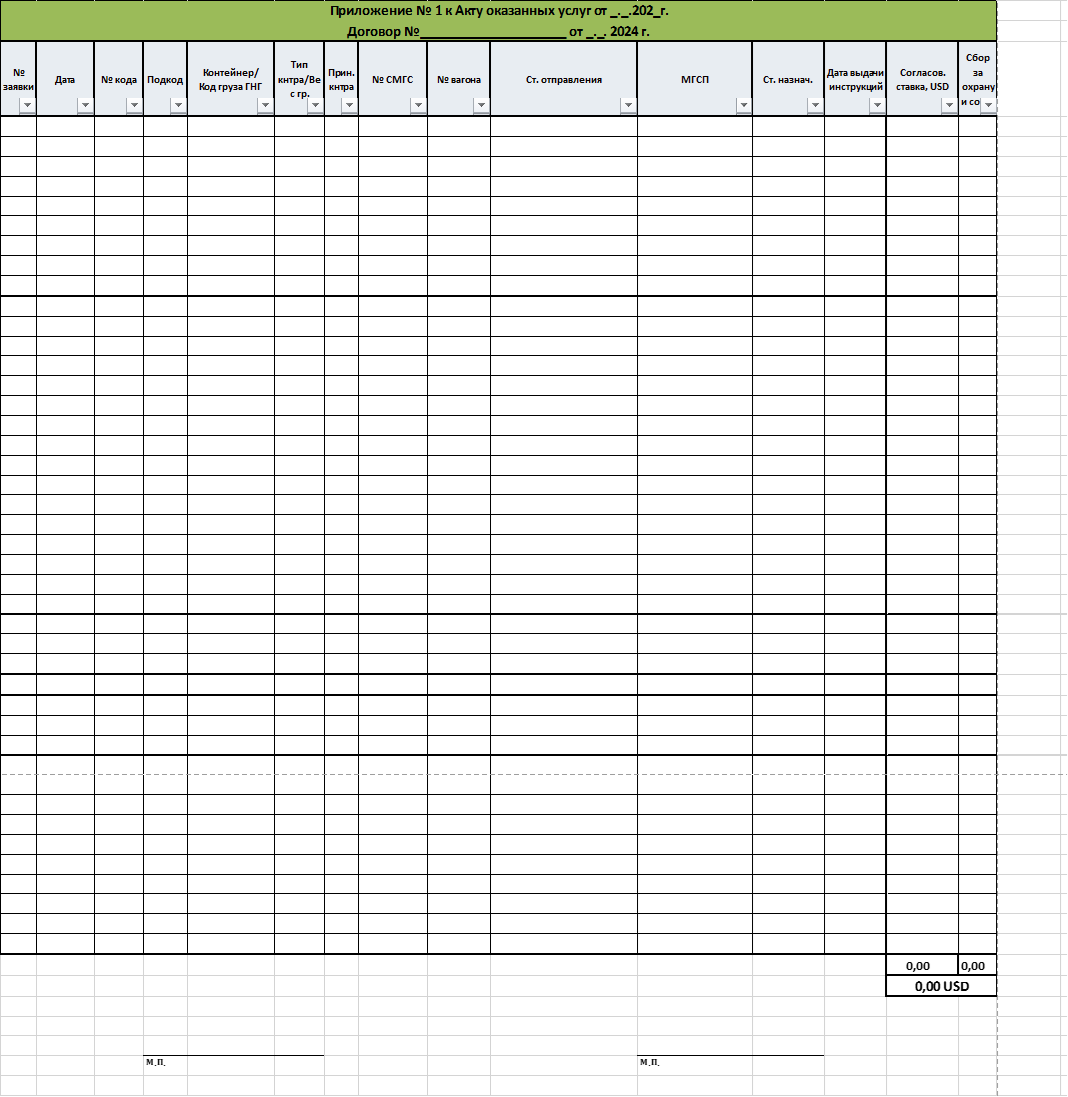 Приложение № 1 к Акту оказанных услуг от _._.202_г.
Договор №_____________________ от _._. 2024 г.
№
заявки
Дата
№ кода
Подкод
Контейнер/
Код груза ГНГ
Тип
кнтра/Ве
с гр.
Прин.
кнтра
№ СМГС
№ вагона
Ст. отправления
МГСП
Ст. назнач.
Дата выдачи
инструкций
Согласов.
ставка, USD
Сбор
за
охрану
и со
0,00
0,00
0,00 USD
м.п.
м.п.